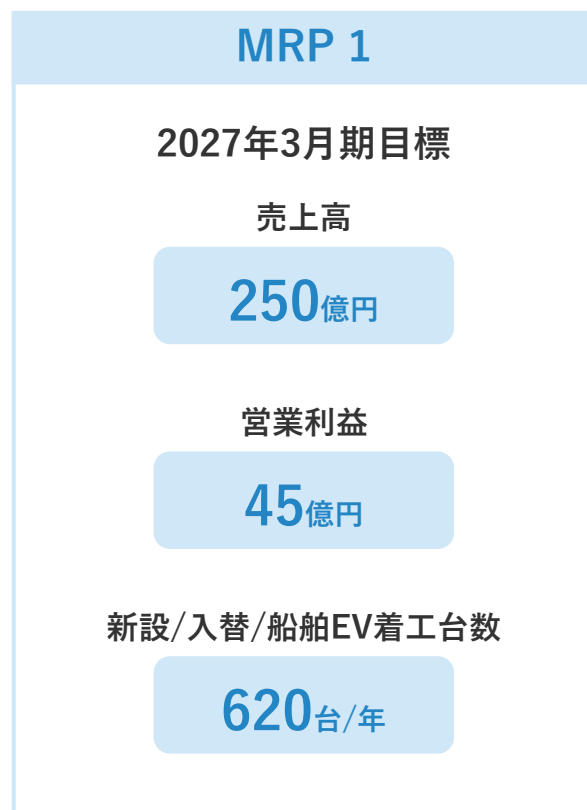 MRP 1
2027年3月期目標
売上高
250億円
営業利益
45億円
新設/入替/船舶EV着工台数
620台/年